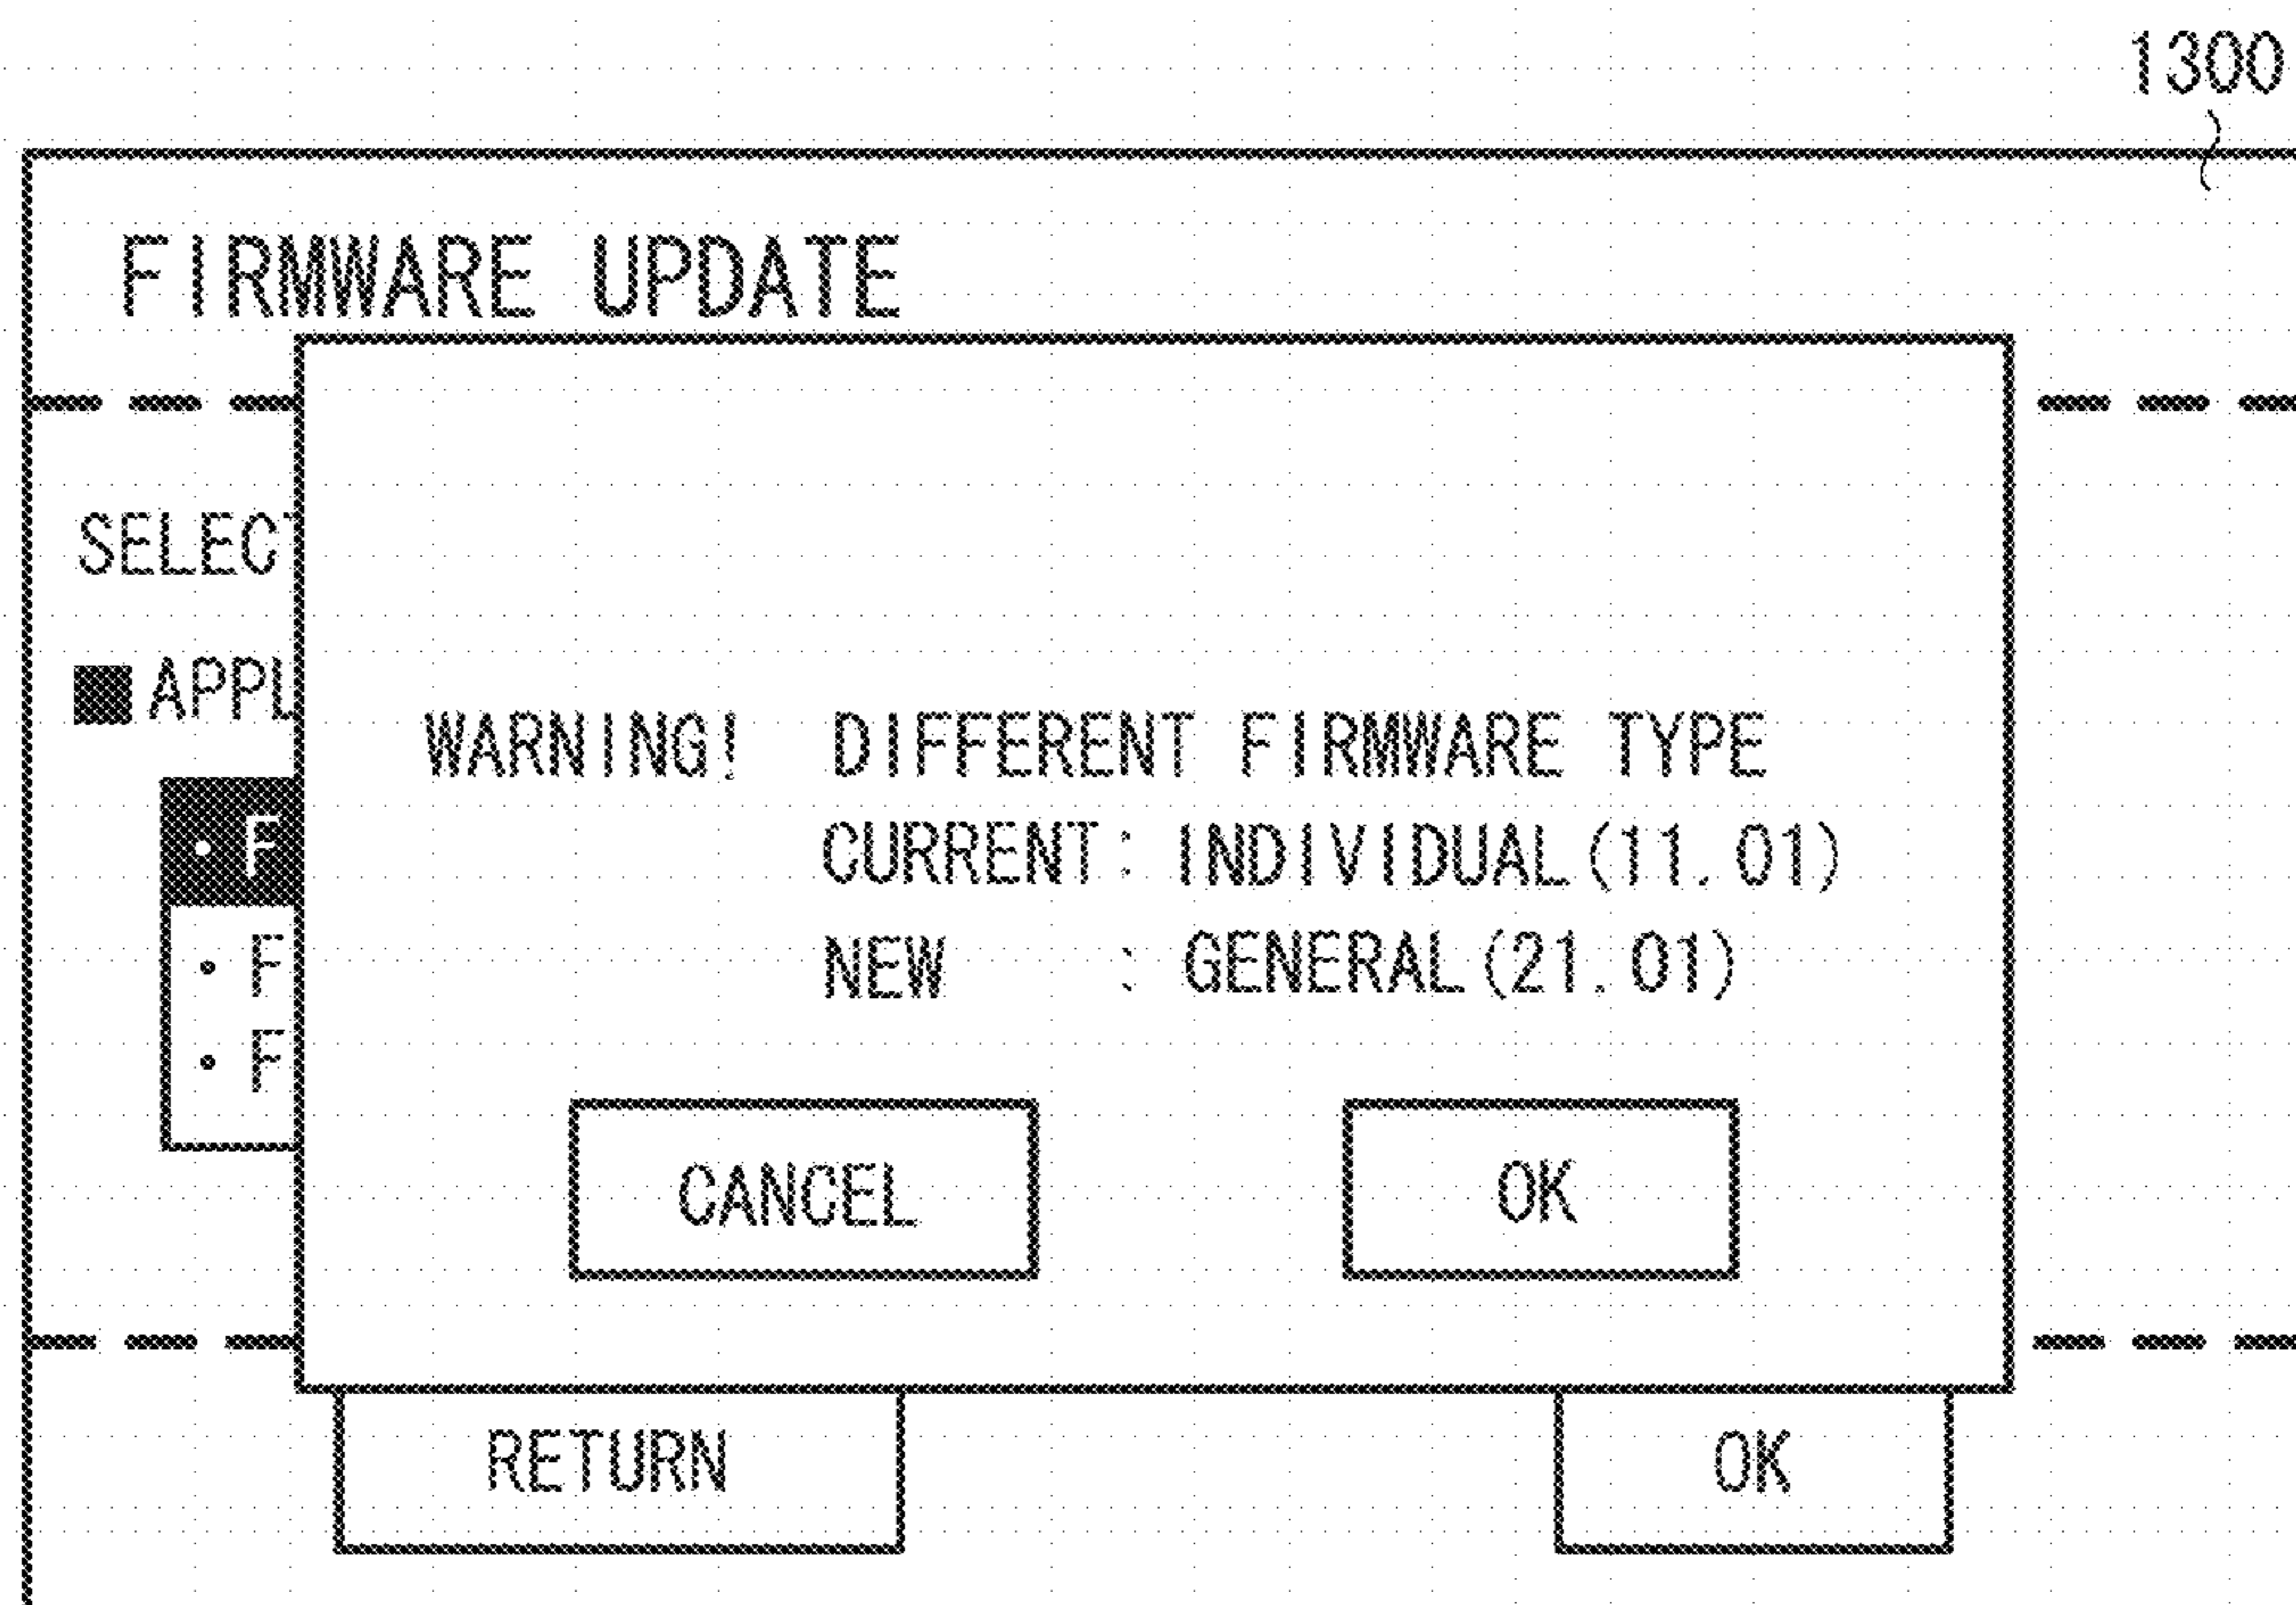 1300
FIRMWARE UPDATE
SELECT
■APPL
WARNING! DIFFERENT FIRMWARE TYPE
・F
CURRENT: INDIVIDUAL(11.01)
・F
NEW : GENERAL(21.01)
・F
CANCEL OK
RETURN OK